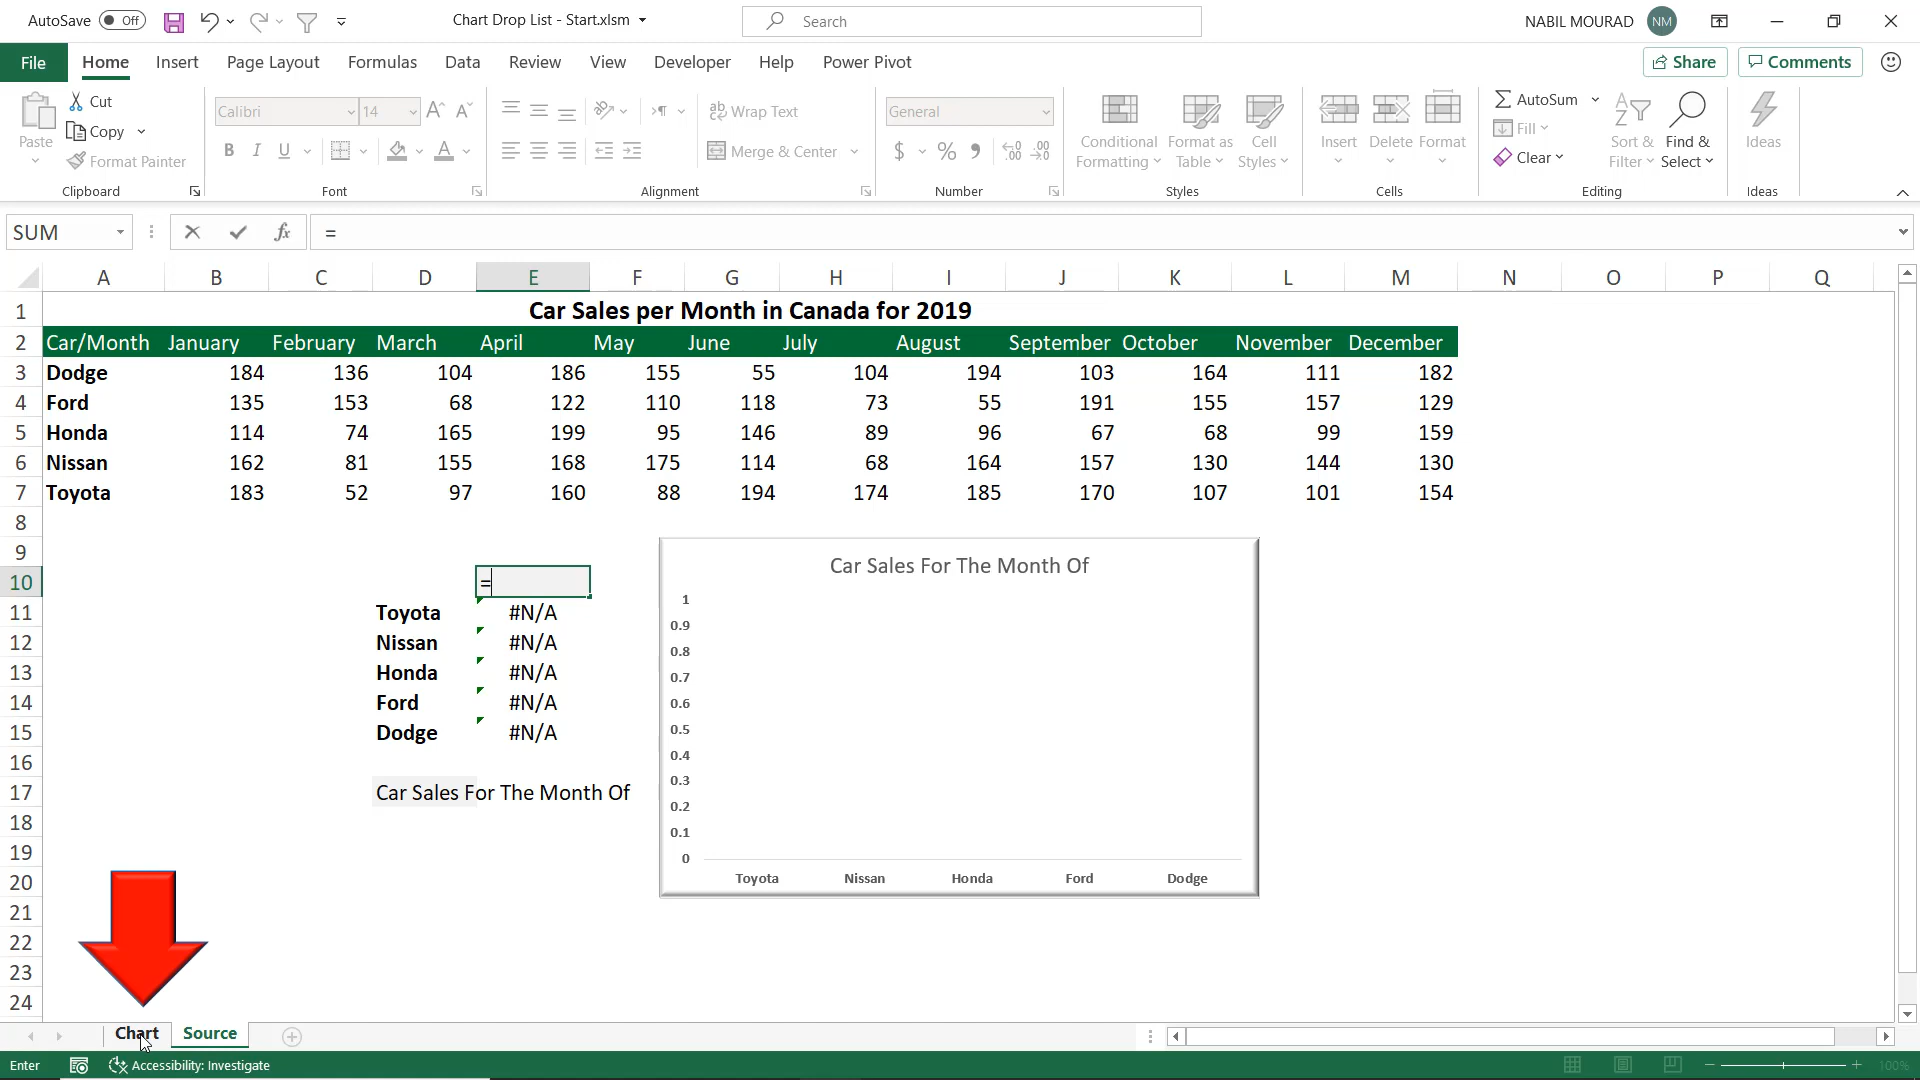 AutoSave Off Chart Drop List - Start.xlsm Search NABIL MOURAD NM
File Home Insert Page Layout Formulas Data Review View Developer Help Power Pivot Share Comments
Paste Cut Copy Format Painter Clipboard
Calibri 14 B I U A Font
Wrap Text Merge & Center Alignment
General $ % Number
Conditional Formatting Format as Table Cell Styles Styles
Insert Delete Format Cells
AutoSum Fill Clear Sort & Filter Find & Select Editing
Ideas Ideas
SUM fx =
A B C D E F G H I J K L M N O P Q
1 Car Sales per Month in Canada for 2019
2 Car/Month January February March April May June July August September October November December
3 Dodge 184 136 104 186 155 55 104 194 103 164 111 182
4 Ford 135 153 68 122 110 118 73 55 191 155 157 129
5 Honda 114 74 165 199 95 146 89 96 67 68 99 159
6 Nissan 162 81 155 168 175 114 68 164 157 130 144 130
7 Toyota 183 52 97 160 88 194 174 185 170 107 101 154
8
9
10 =
11 Toyota #N/A
12 Nissan #N/A
13 Honda #N/A
14 Ford #N/A
15 Dodge #N/A
16
17 Car Sales For The Month Of
18
19
20
21
22
23
24
Car Sales For The Month Of
1
0.9
0.8
0.7
0.6
0.5
0.4
0.3
0.2
0.1
0
Toyota Nissan Honda Ford Dodge
Chart Source
Enter Accessibility: Investigate 100%